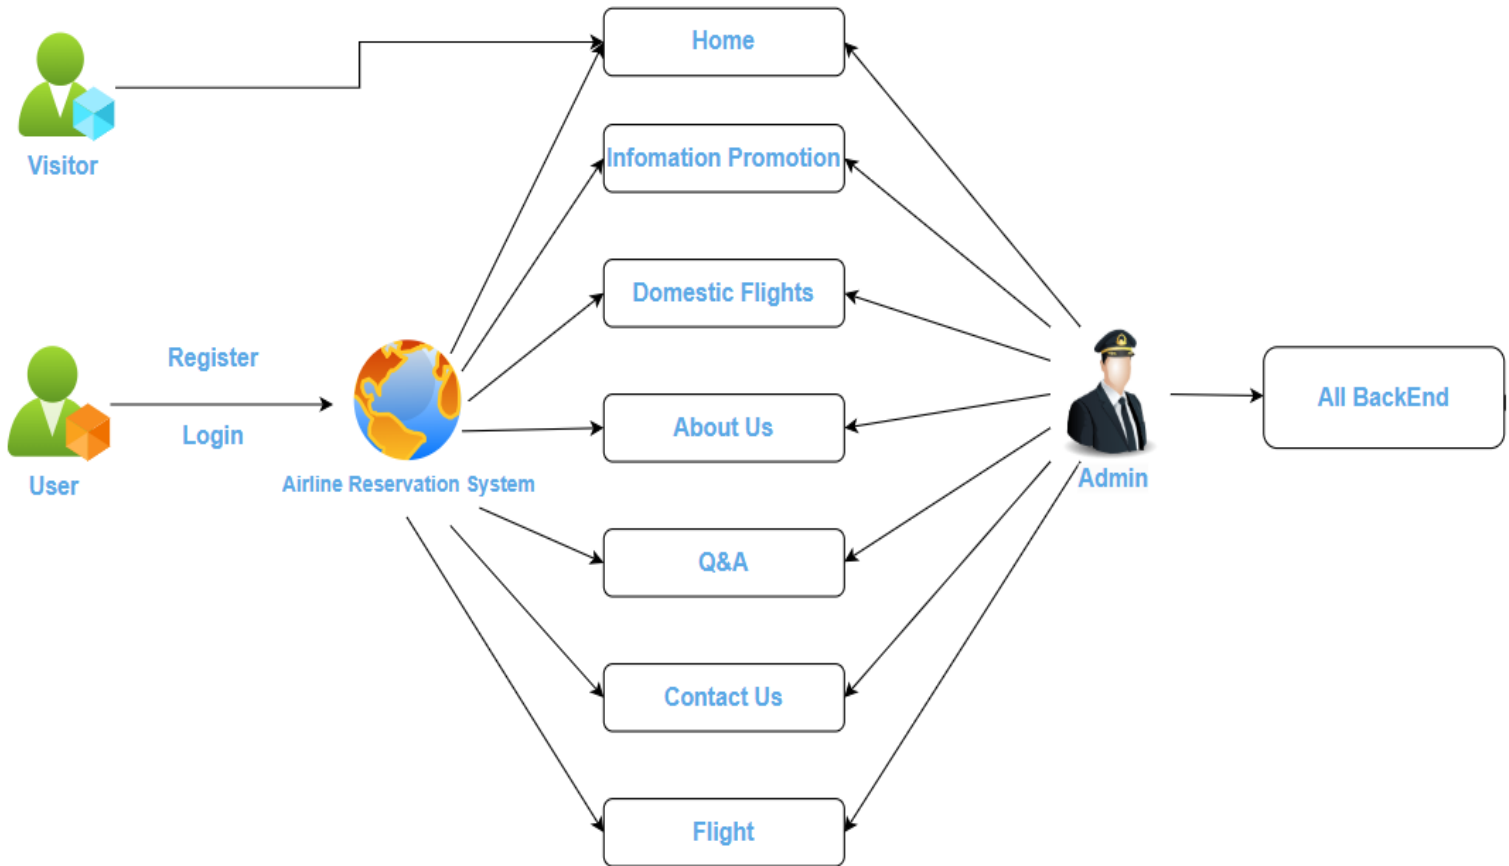 Home
Visitor
Infomation Promotion
Domestic Flights
Register
Login
User
Airline Reservation System
About Us
Admin
All BackEnd
Q&A
Contact Us
Flight